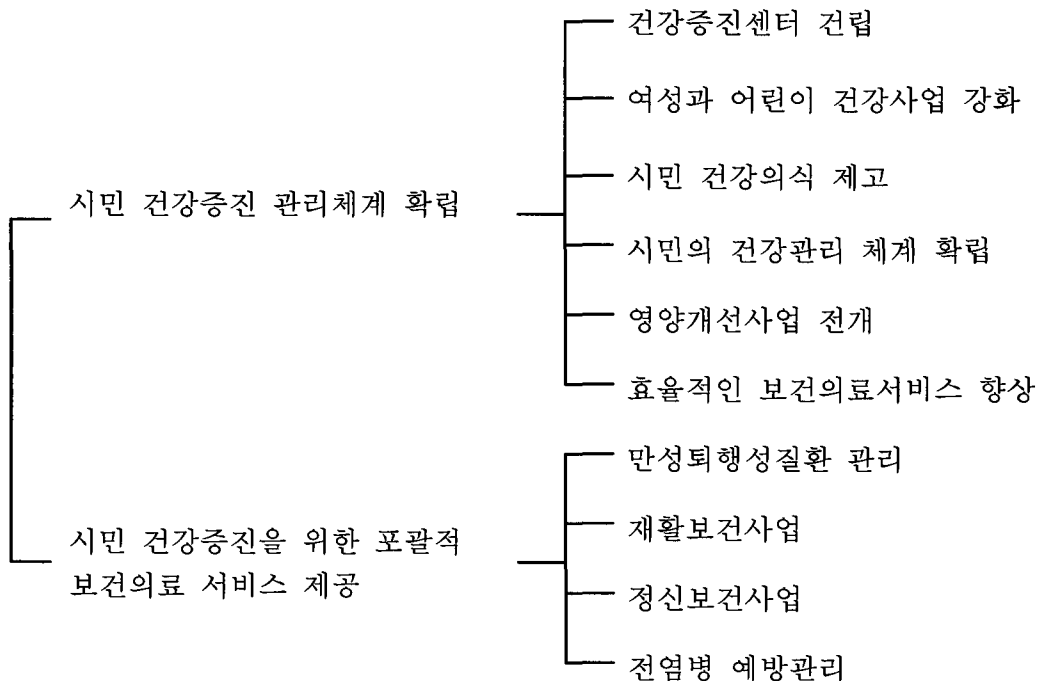 시민 건강증진 관리체계 확립
건강증진센터 건립
여성과 어린이 건강사업 강화
시민 건강의식 제고
시민의 건강관리 체계 확립
영양개선사업 전개
효율적인 보건의료서비스 향상
시민 건강증진을 위한 포괄적
보건의료 서비스 제공
만성퇴행성질환 관리
재활보건사업
정신보건사업
전염병 예방관리